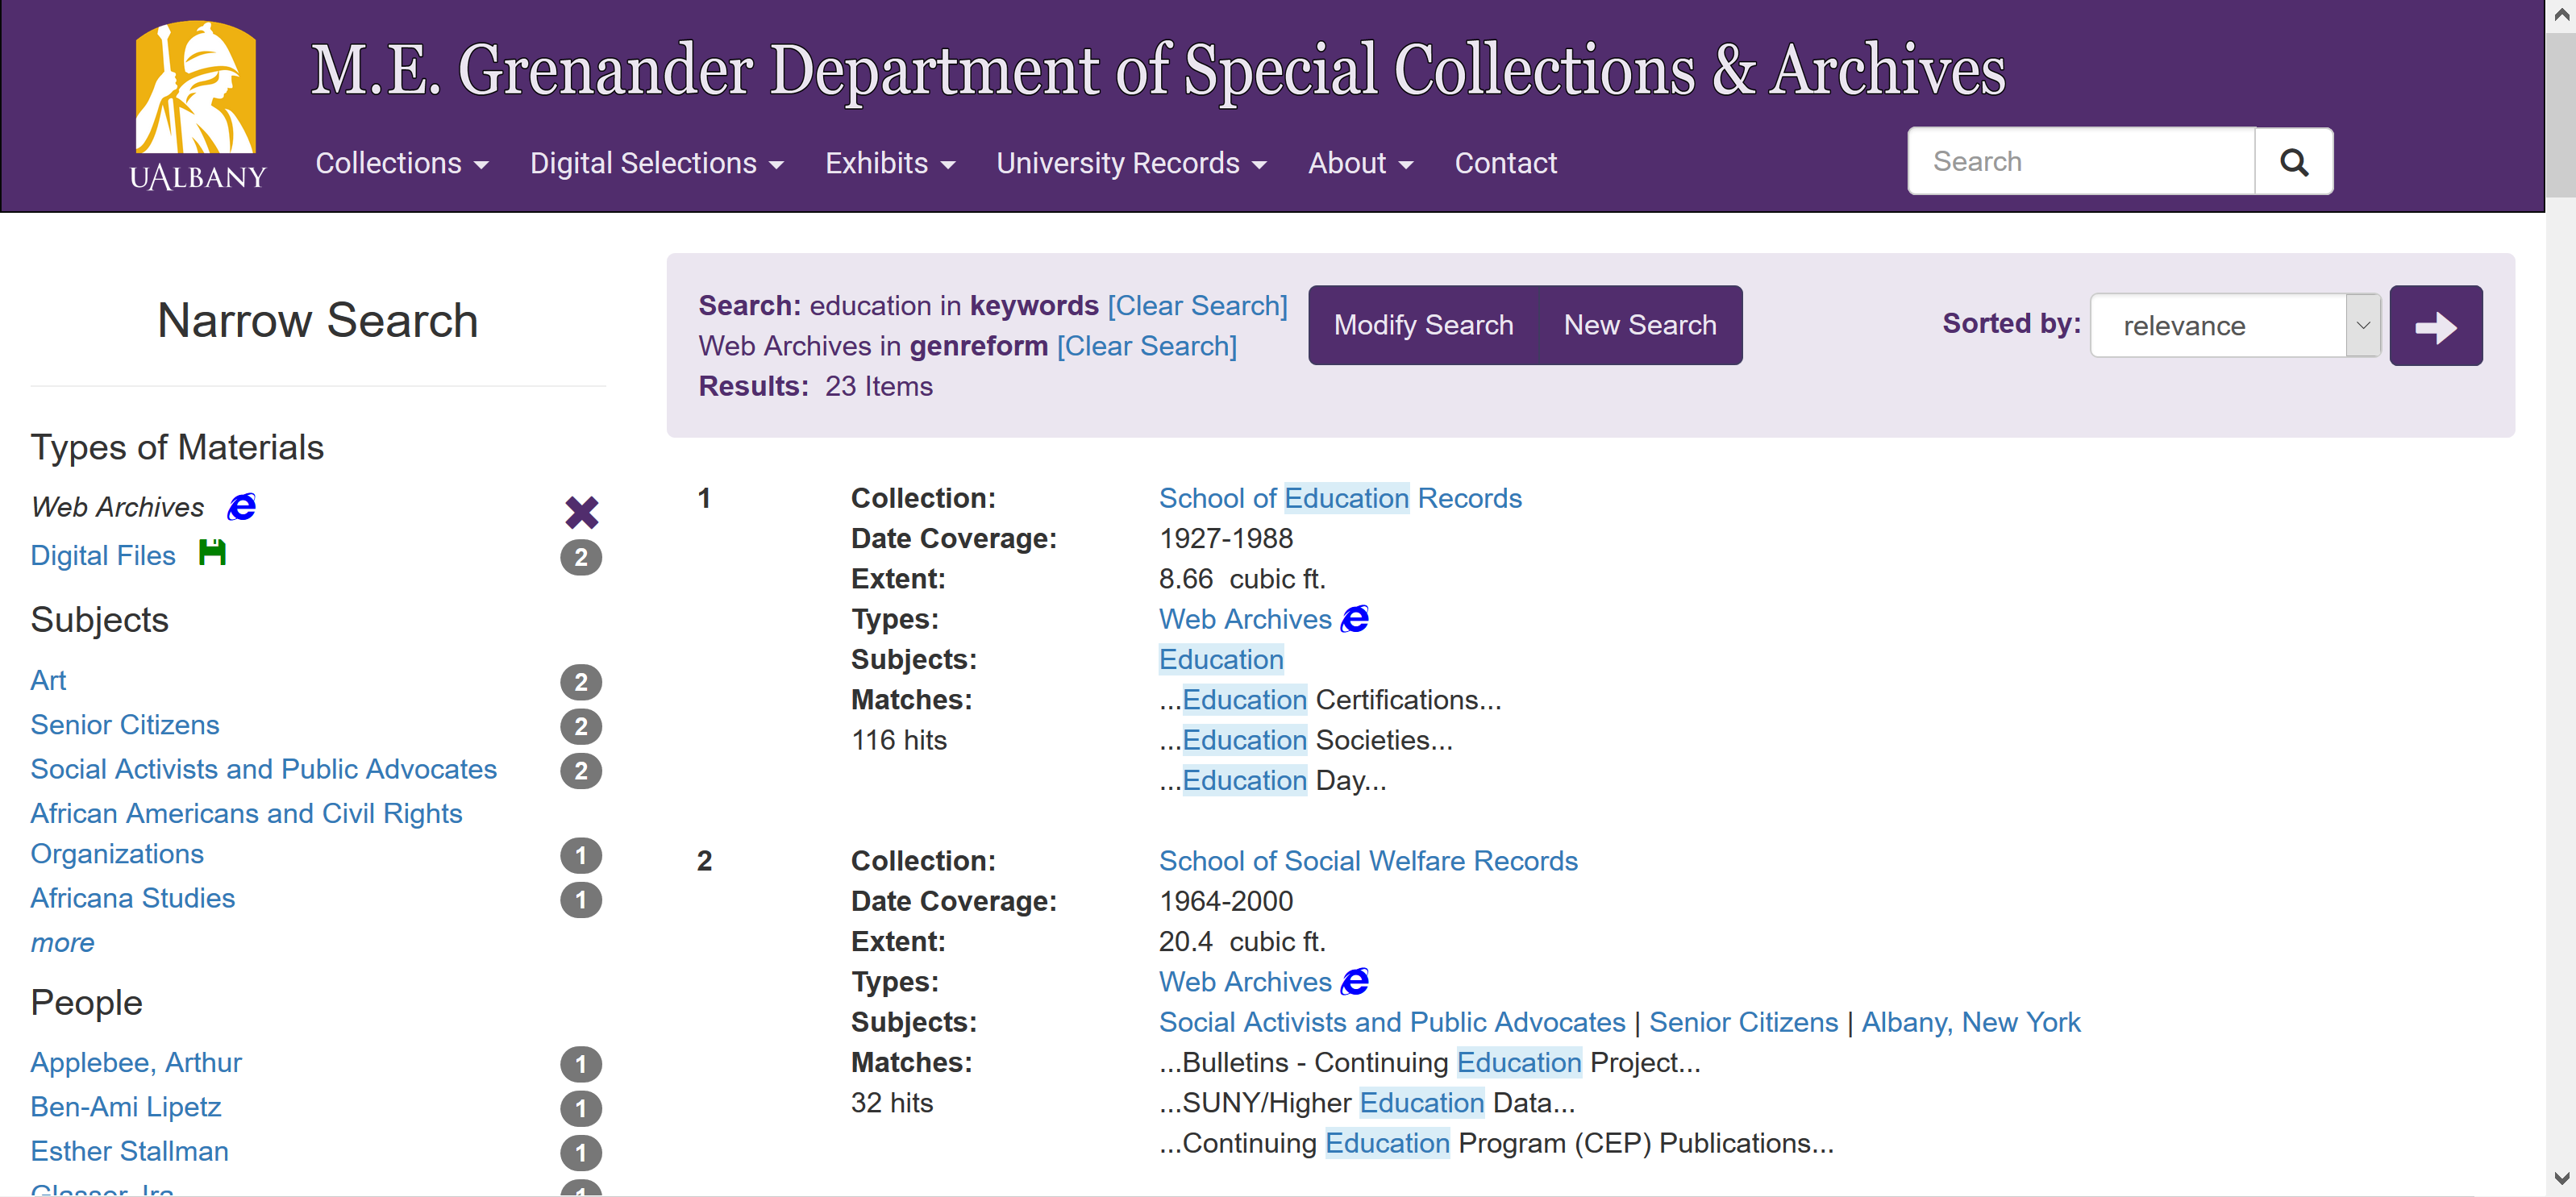 M.E. Grenander Department of Special Collections & Archives
UALBANY
Collections Digital Selections Exhibits University Records About Contact
Search
Narrow Search
Types of Materials
Web Archives
Digital Files 2
Subjects
Art 2
Senior Citizens 2
Social Activists and Public Advocates 2
African Americans and Civil Rights
Organizations 1
Africana Studies 1
more
People
Applebee, Arthur 1
Ben-Ami Lipetz 1
Esther Stallman 1
Glasser, Ira 1
Search: education in keywords [Clear Search]
Web Archives in genreform [Clear Search]
Results: 23 Items
Modify Search New Search
Sorted by: relevance
1
Collection: School of Education Records
Date Coverage: 1927-1988
Extent: 8.66 cubic ft.
Types: Web Archives
Subjects: Education
Matches: ...Education Certifications...
116 hits ...Education Societies...
...Education Day...
2
Collection: School of Social Welfare Records
Date Coverage: 1964-2000
Extent: 20.4 cubic ft.
Types: Web Archives
Subjects: Social Activists and Public Advocates | Senior Citizens | Albany, New York
Matches: ...Bulletins - Continuing Education Project...
32 hits ...SUNY/Higher Education Data...
...Continuing Education Program (CEP) Publications...